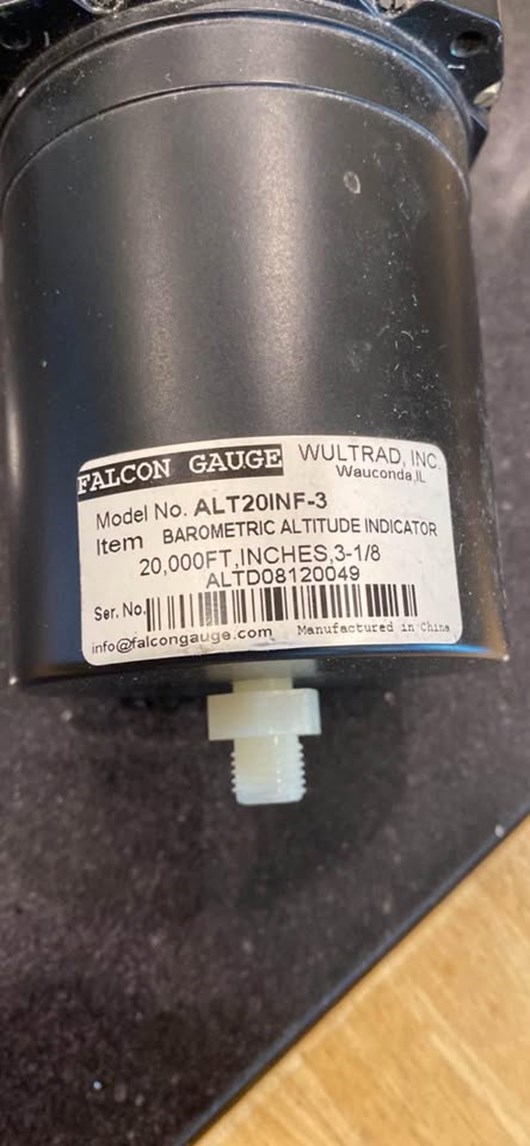 FALCON GAUGE WULTRAD, INC.
Wauconda,IL
Model No. ALT20INF-3
Item BAROMETRIC ALTITUDE INDICATOR
20,000FT,INCHES,3-1/8
ALTD08120049
Ser. No.
info@falcongauge.com Manufactured in China